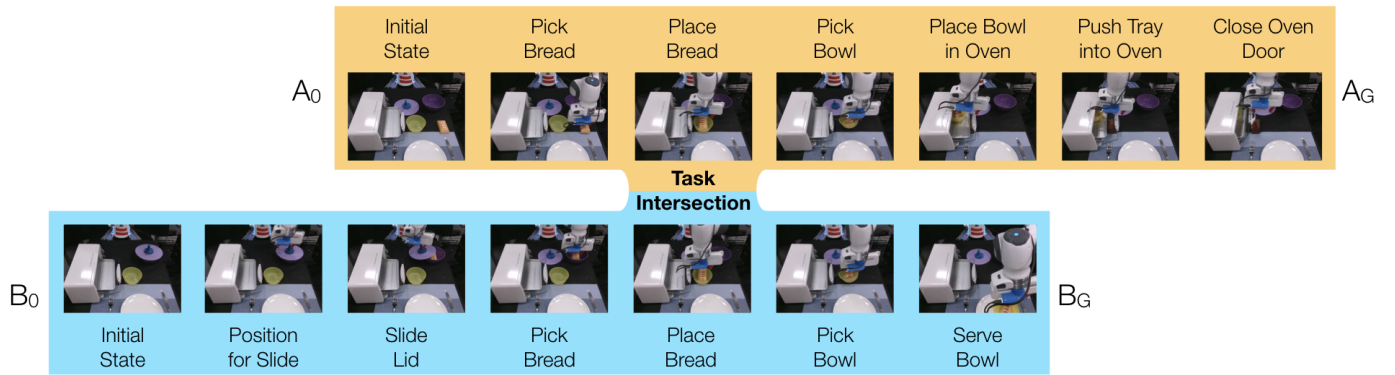 Initial State
Pick Bread
Place Bread
Pick Bowl
Place Bowl in Oven
Push Tray into Oven
Close Oven Door
A0
AG
Task
Intersection
B0
BG
Initial State
Position for Slide
Slide Lid
Pick Bread
Place Bread
Pick Bowl
Serve Bowl